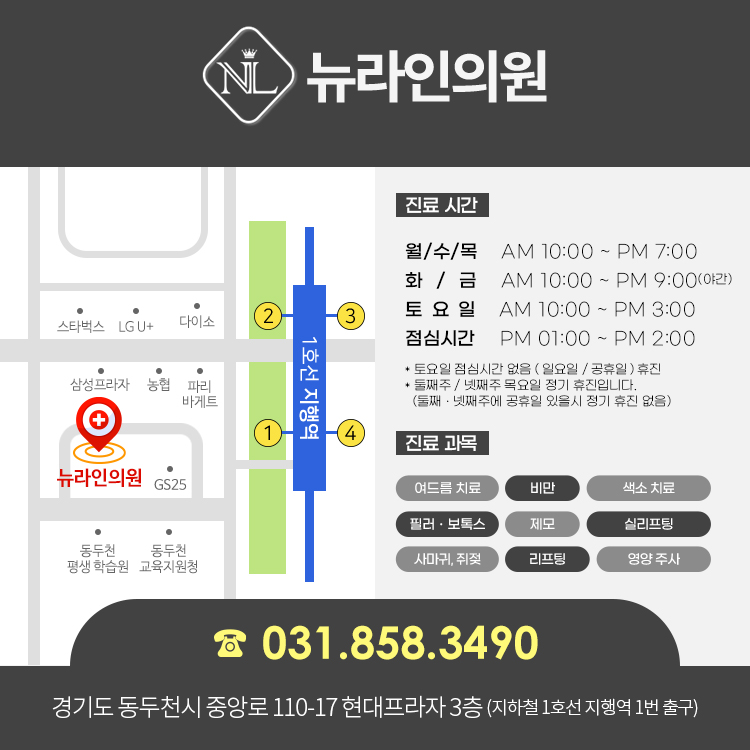 NL 뉴라인의원
스타벅스
LG U+
다이소
삼성프라자
농협
파리
바게트
뉴라인의원
GS25
동두천
평생 학습원
동두천
교육지원청
2
3
1호선 지행역
1
4
진료 시간
월/수/목 AM 10:00 ~ PM 7:00
화 / 금 AM 10:00 ~ PM 9:00(야간)
토 요 일 AM 10:00 ~ PM 3:00
점심시간 PM 01:00 ~ PM 2:00
* 토요일 점심시간 없음 ( 일요일 / 공휴일 ) 휴진
* 둘째주 / 넷째주 목요일 정기 휴진입니다.
(둘째 · 넷째주에 공휴일 있을시 정기 휴진 없음)
진료 과목
여드름 치료 비만 색소 치료
필러 · 보톡스 제모 실리프팅
사마귀, 쥐젖 리프팅 영양 주사
☎ 031.858.3490
경기도 동두천시 중앙로 110-17 현대프라자 3층 (지하철 1호선 지행역 1번 출구)